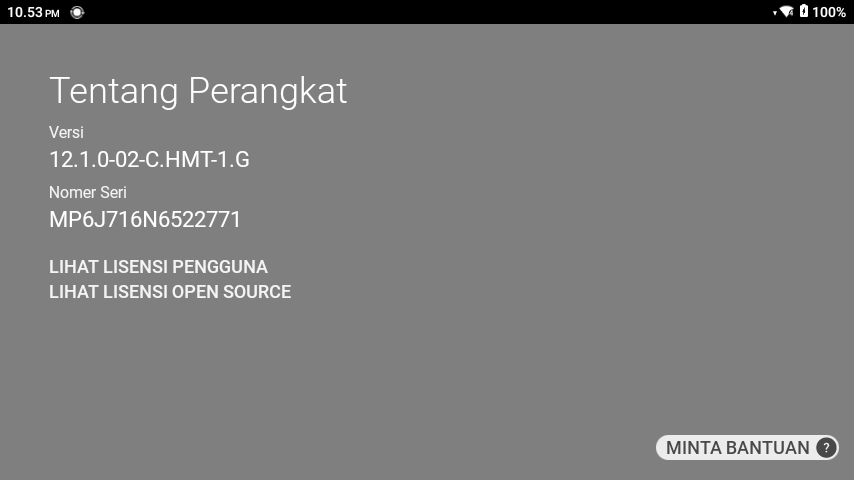 10.53 PM
100%
Tentang Perangkat
Versi
12.1.0-02-C.HMT-1.G
Nomer Seri
MP6J716N6522771
LIHAT LISENSI PENGGUNA
LIHAT LISENSI OPEN SOURCE
MINTA BANTUAN ?